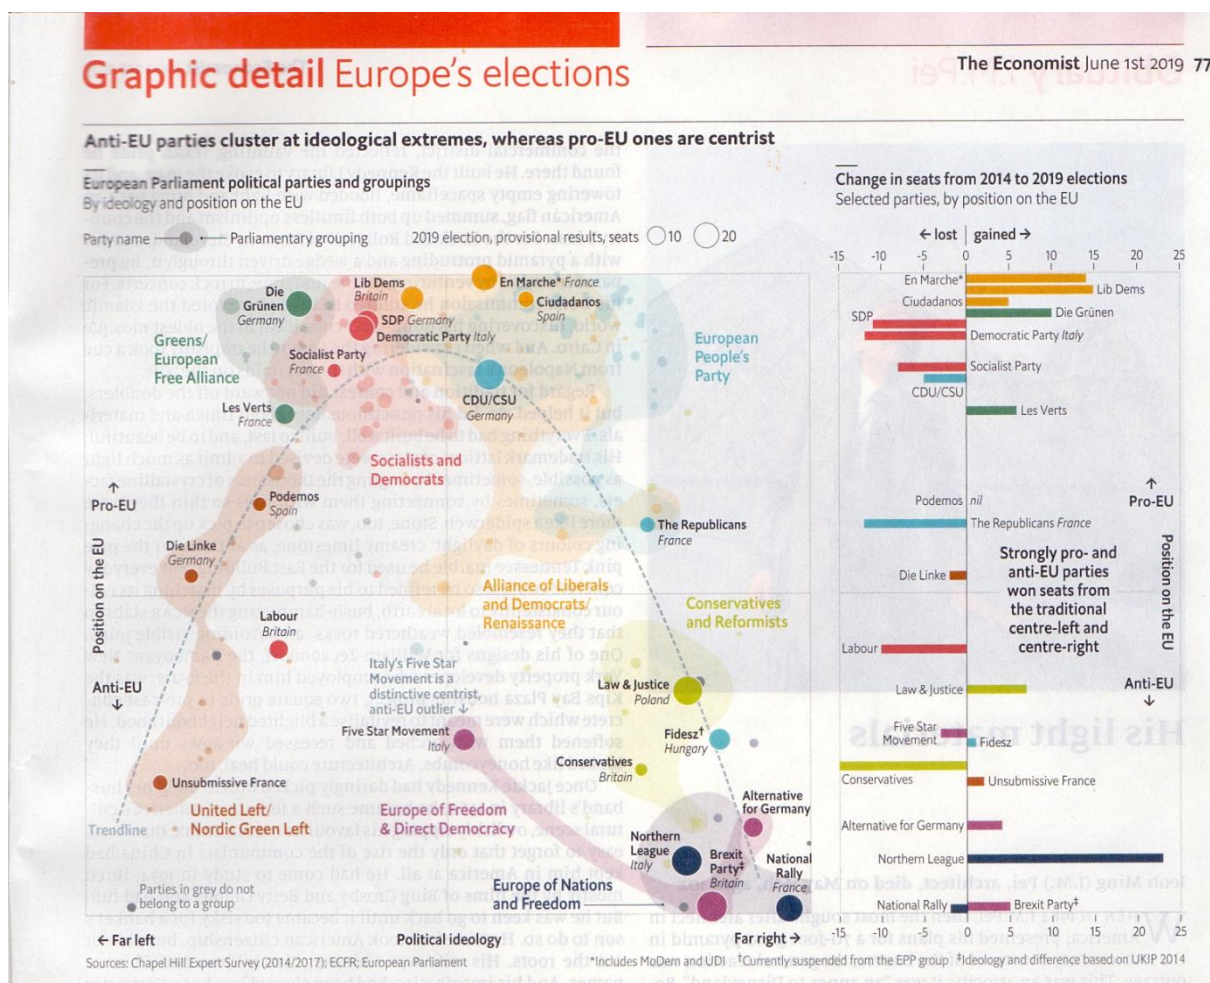 Graphic detail Europe's elections
The Economist June 1st 2019 77
Anti-EU parties cluster at ideological extremes, whereas pro-EU ones are centrist
European Parliament political parties and groupings
By ideology and position on the EU
Party name
Parliamentary grouping
2019 election, provisional results, seats 10 20
Die
Grünen
Germany
Lib Dems
Britain
En Marche* France
Ciudadanos
Spain
SDP Germany
Democratic Party Italy
Greens/
European
Free Alliance
Socialist Party
France
European
People's
Party
CDU/CSU
Germany
Les Verts
France
Socialists and
Democrats
Pro-EU
Podemos
Spain
The Republicans
France
Die Linke
Germany
Position on the EU
Alliance of Liberals
and Democrats/
Renaissance
Conservatives
and Reformists
Labour
Britain
Italy's Five Star
Movement is a
distinctive centrist,
anti-EU outlier ↓
Anti-EU
Law & Justice
Poland
Five Star Movement
Italy
Fidesz†
Hungary
Conservatives
Britain
Unsubmissive France
United Left/
Nordic Green Left
Europe of Freedom
& Direct Democracy
Alternative
for Germany
Trendline
Northern
League
Italy
Brexit
Party‡
Britain
National
Rally
France
Parties in grey do not
belong to a group
Europe of Nations
and Freedom
← Far left
Political ideology
Far right →
Change in seats from 2014 to 2019 elections
Selected parties, by position on the EU
← lost gained →
-15 -10 -5 0 5 10 15 20 25
En Marche*
Lib Dems
Ciudadanos
Die Grünen
SDP
Democratic Party Italy
Socialist Party
CDU/CSU
Les Verts
Podemos nil
Pro-EU
The Republicans France
Die Linke
Strongly pro- and
anti-EU parties
won seats from
the traditional
centre-left and
centre-right
Position on the EU
Labour
Law & Justice
Anti-EU
Five Star
Movement
Fidesz
Conservatives
Unsubmissive France
Alternative for Germany
Northern League
National Rally
Brexit Party‡
-15 -10 -5 0 5 10 15 20 25
Sources: Chapel Hill Expert Survey (2014/2017); ECFR; European Parliament
*Includes MoDem and UDI †Currently suspended from the EPP group ‡Ideology and difference based on UKIP 2014